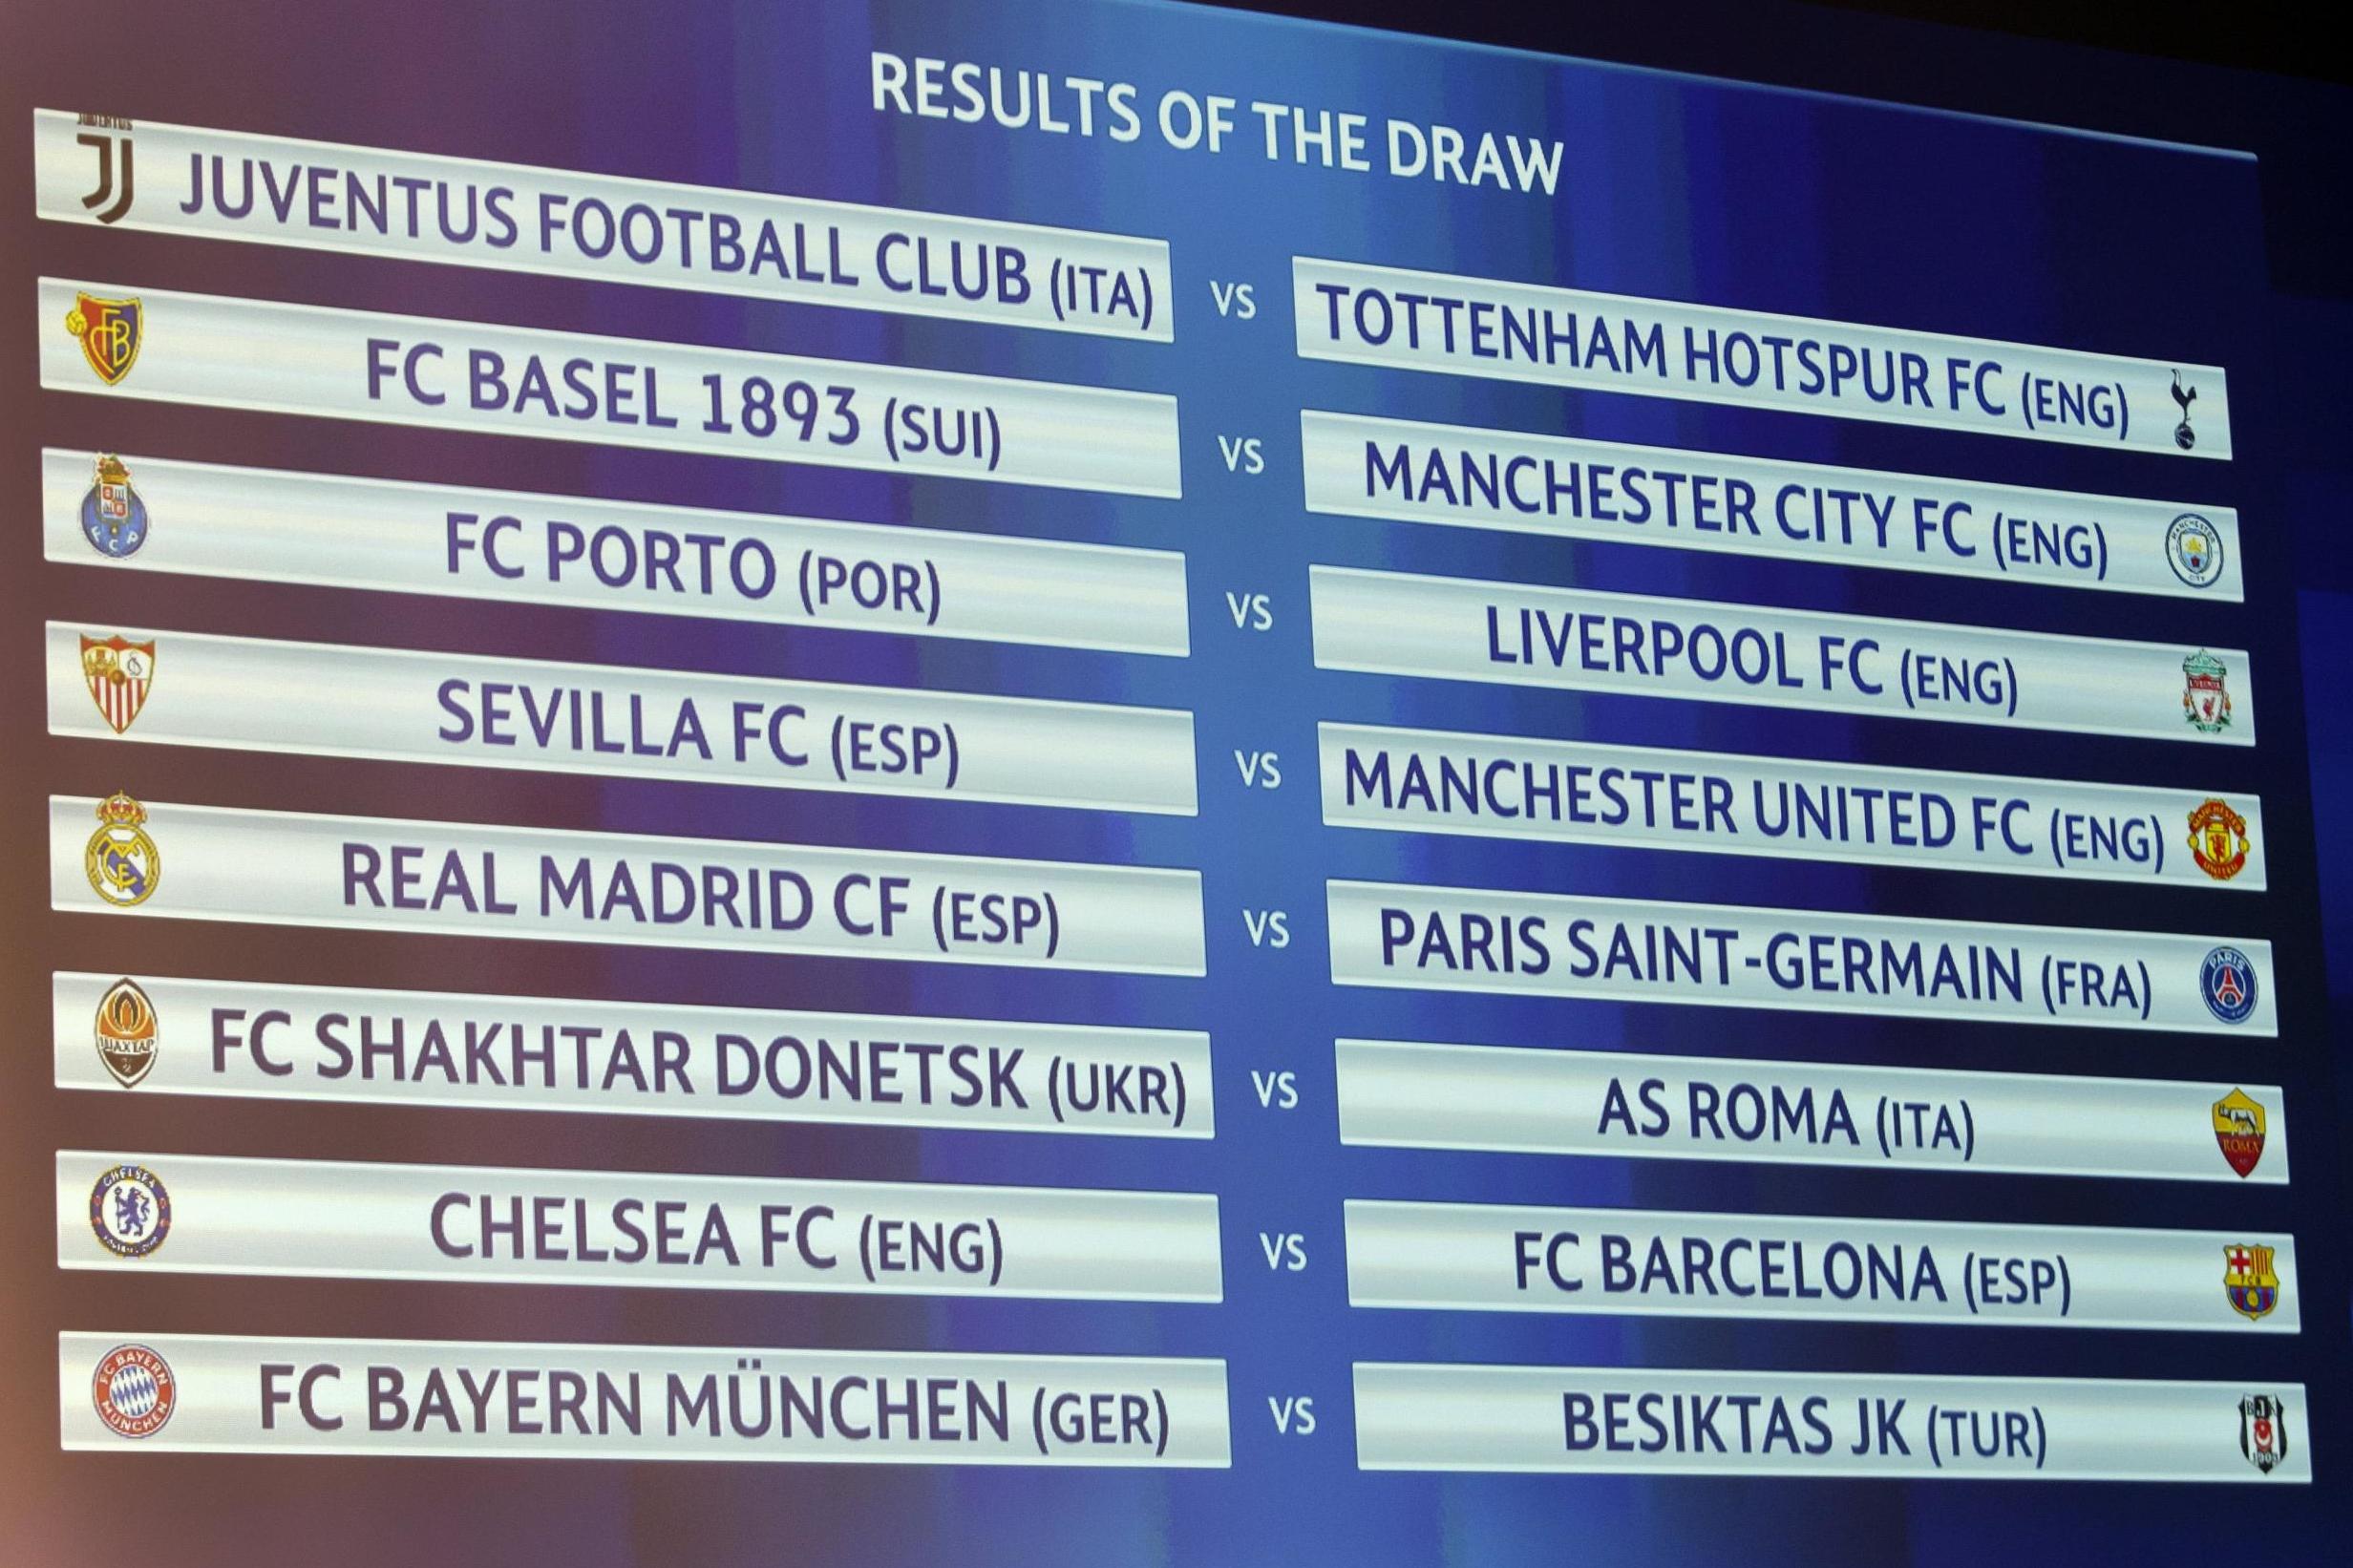 RESULTS OF THE DRAW
JUVENTUS
JUVENTUS FOOTBALL CLUB (ITA) VS TOTTENHAM HOTSPUR FC (ENG)
FC BASEL 1893 (SUI) VS MANCHESTER CITY FC (ENG)
FC PORTO (POR) VS LIVERPOOL FC (ENG)
SEVILLA FC (ESP) VS MANCHESTER UNITED FC (ENG)
REAL MADRID CF (ESP) VS PARIS SAINT-GERMAIN (FRA)
FC SHAKHTAR DONETSK (UKR) VS AS ROMA (ITA)
CHELSEA FC (ENG) VS FC BARCELONA (ESP)
FC BAYERN MÜNCHEN (GER) VS BESIKTAS JK (TUR)